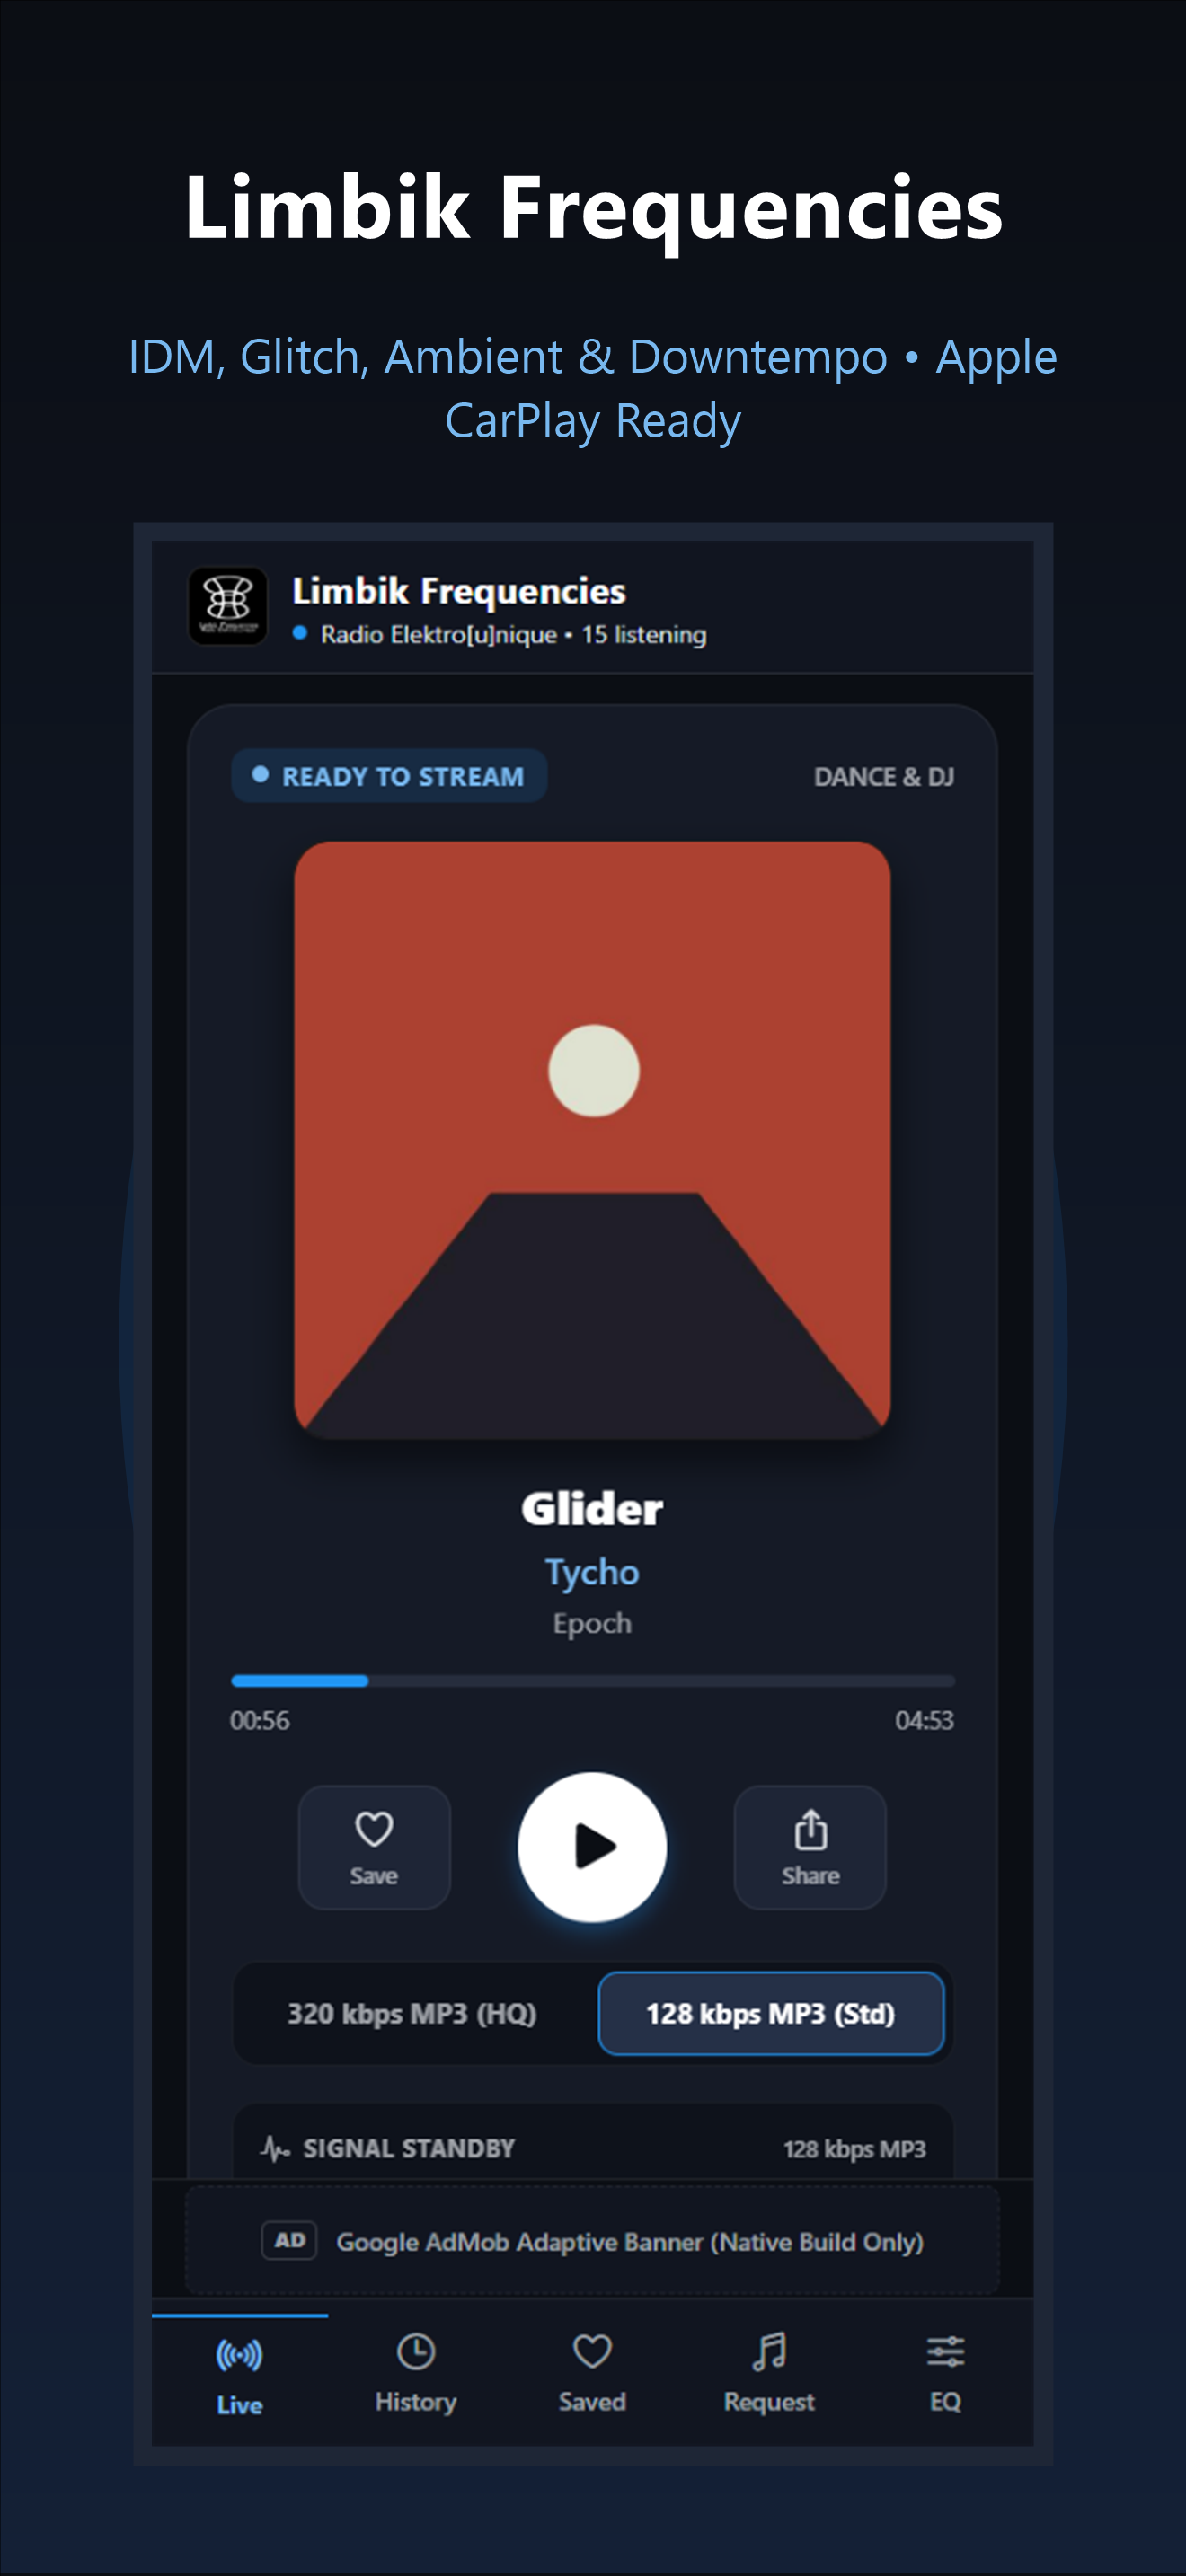 Limbik Frequencies
IDM, Glitch, Ambient & Downtempo • Apple
CarPlay Ready
Limbik Frequencies
Radio Elektro[u]nique • 15 listening
READY TO STREAM
DANCE & DJ
Glider
Tycho
Epoch
00:56
04:53
Save
Share
320 kbps MP3 (HQ)
128 kbps MP3 (Std)
SIGNAL STANDBY
128 kbps MP3
AD
Google AdMob Adaptive Banner (Native Build Only)
Live
History
Saved
Request
EQ